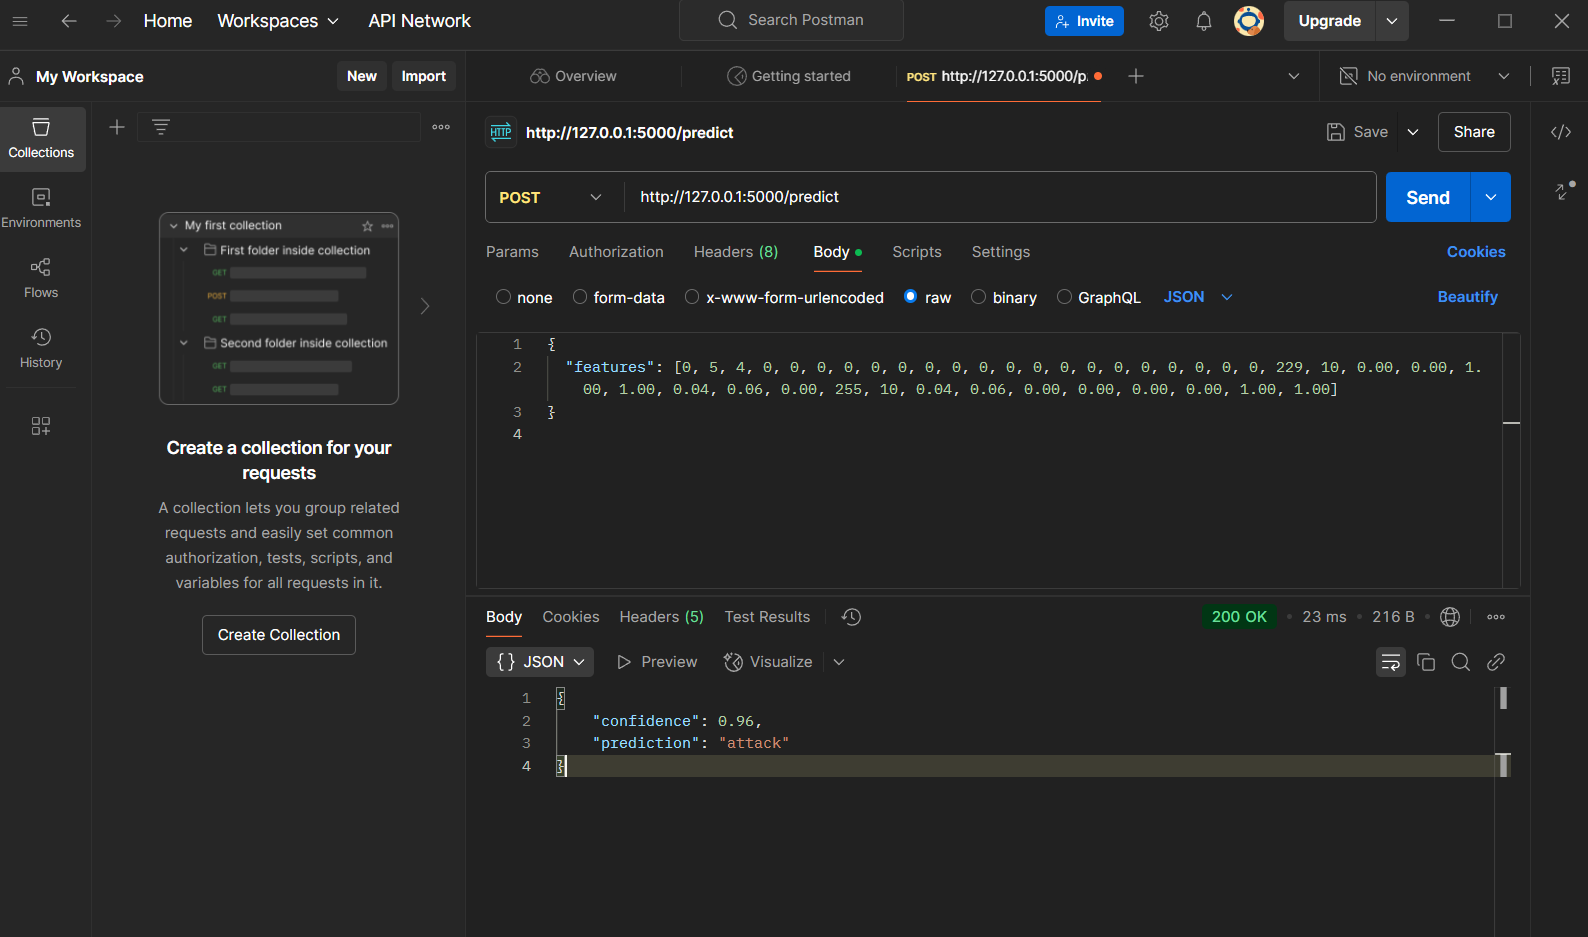 Home
Workspaces
API Network
Search Postman
Invite
Upgrade
My Workspace
New
Import
Overview
Getting started
POST http://127.0.0.1:5000/p.
No environment
Collections
Environments
Flows
History
My first collection
First folder inside collection
GET
POST
GET
Second folder inside collection
GET
GET
Create a collection for your
requests
A collection lets you group related
requests and easily set common
authorization, tests, scripts, and
variables for all requests in it.
Create Collection
HTTP
http://127.0.0.1:5000/predict
Save
Share
POST
http://127.0.0.1:5000/predict
Send
Params
Authorization
Headers (8)
Body
Scripts
Settings
Cookies
none
form-data
x-www-form-urlencoded
raw
binary
GraphQL
JSON
Beautify
1 {
2 "features": [0, 5, 4, 0, 0, 0, 0, 0, 0, 0, 0, 0, 0, 0, 0, 0, 0, 0, 0, 0, 0, 0, 229, 10, 0.00, 0.00, 1.
00, 1.00, 0.04, 0.06, 0.00, 255, 10, 0.04, 0.06, 0.00, 0.00, 0.00, 0.00, 1.00, 1.00]
3 }
4
Body
Cookies
Headers (5)
Test Results
200 OK
23 ms
216 B
{} JSON
Preview
Visualize
1 {
2 "confidence": 0.96,
3 "prediction": "attack"
4 }